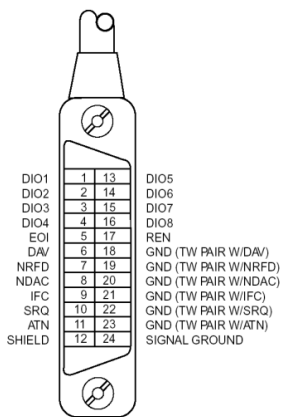 DIO1 1 13 DIO5
DIO2 2 14 DIO6
DIO3 3 15 DIO7
DIO4 4 16 DIO8
EOI 5 17 REN
DAV 6 18 GND (TW PAIR W/DAV)
NRFD 7 19 GND (TW PAIR W/NRFD)
NDAC 8 20 GND (TW PAIR W/NDAC)
IFC 9 21 GND (TW PAIR W/IFC)
SRQ 10 22 GND (TW PAIR W/SRQ)
ATN 11 23 GND (TW PAIR W/ATN)
SHIELD 12 24 SIGNAL GROUND